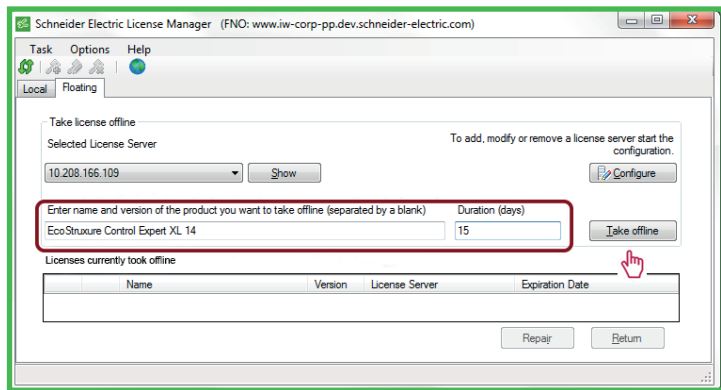 Schneider Electric License Manager (FNO: www.iw-corp-pp.dev.schneider-electric.com)
Task Options Help
Local Floating
Take license offline
Selected License Server
To add, modify or remove a license server start the
configuration.
10.208.166.109 Show Configure
Enter name and version of the product you want to take offline (separated by a blank) Duration (days)
EcoStruxure Control Expert XL 14 15 Take offline
Licenses currently took offline
Name Version License Server Expiration Date
Repair Return